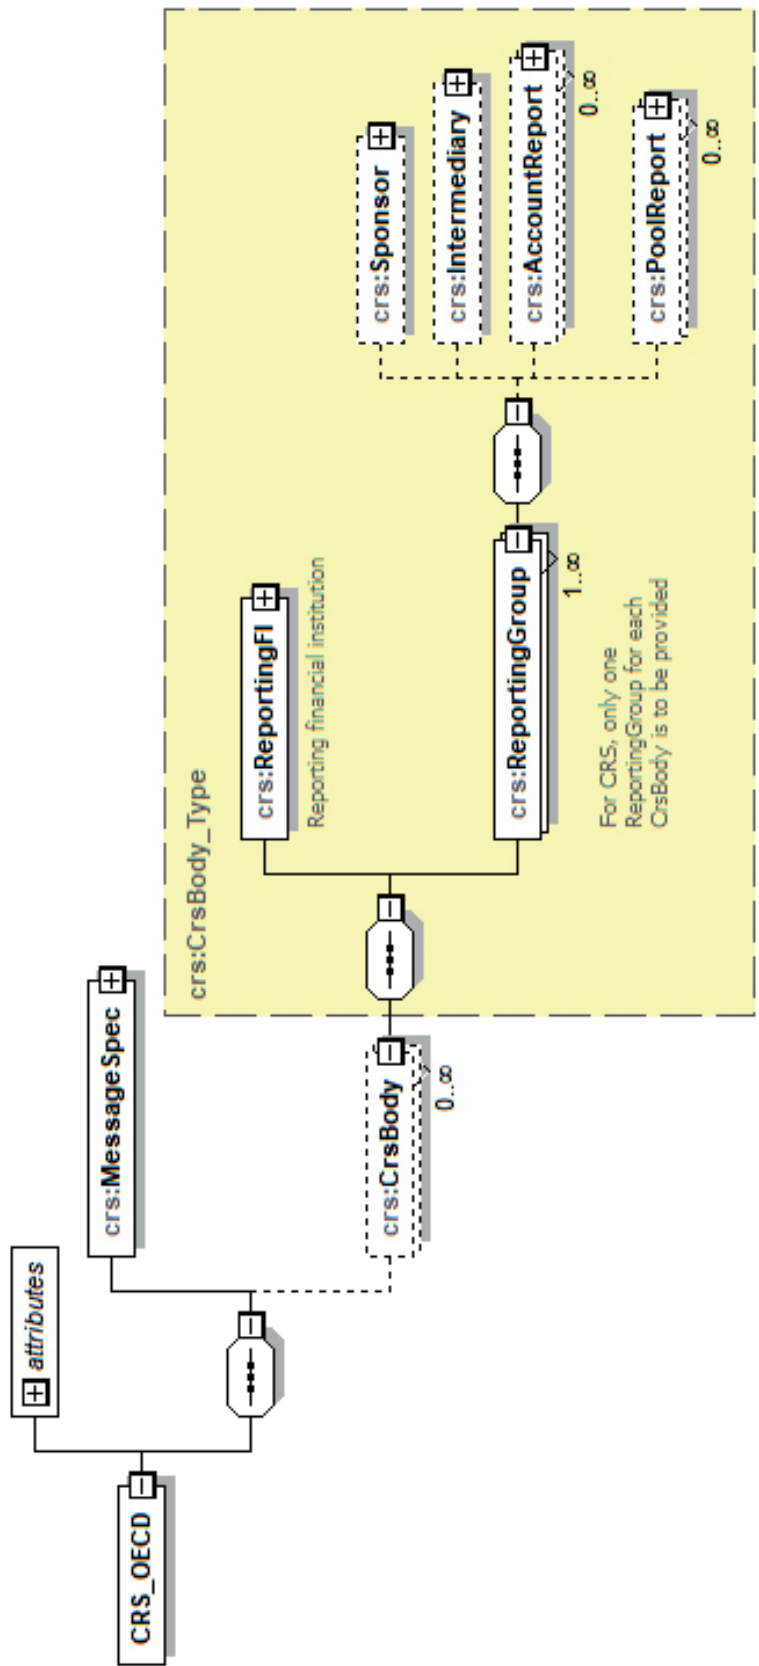 CRS_OECD
attributes
crs:MessageSpec
crs:CrsBody
0..∞
crs:CrsBody_Type
crs:ReportingFI
Reporting financial institution
crs:ReportingGroup
1..∞
For CRS, only one
ReportingGroup for each
CrsBody is to be provided
crs:Sponsor
crs:Intermediary
crs:AccountReport
0..∞
crs:PoolReport
0..∞